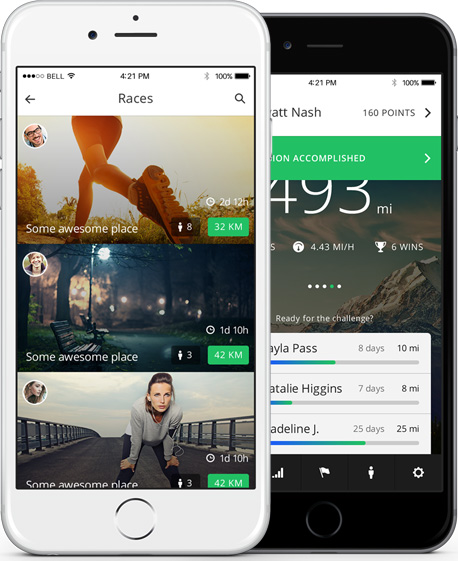 BELL 4:21 PM 100%
Races
2d 12h
Some awesome place 8 32 KM
1d 10h
Some awesome place 3 42 KM
1d 10h
Some awesome place 3 42 KM
4:21 PM 100%
att Nash 160 POINTS
ION ACCOMPLISHED
493 mi
S 4.43 MI/H 6 WINS
Ready for the challenge?
ayla Pass 8 days 10 mi
atalie Higgins 7 days 8 mi
adeline J. 25 days 25 mi